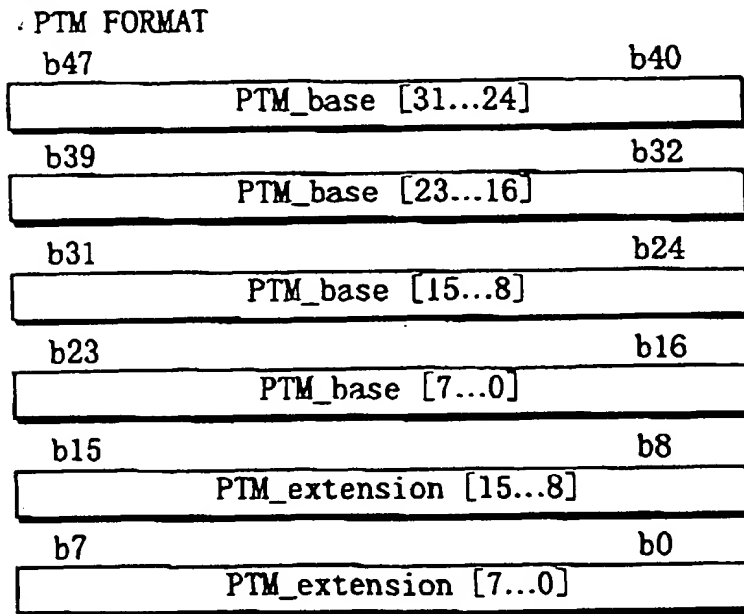 PTM FORMAT
b47 b40
PTM_base [31...24]
b39 b32
PTM_base [23...16]
b31 b24
PTM_base [15...8]
b23 b16
PTM_base [7...0]
b15 b8
PTM_extension [15...8]
b7 b0
PTM_extension [7...0]